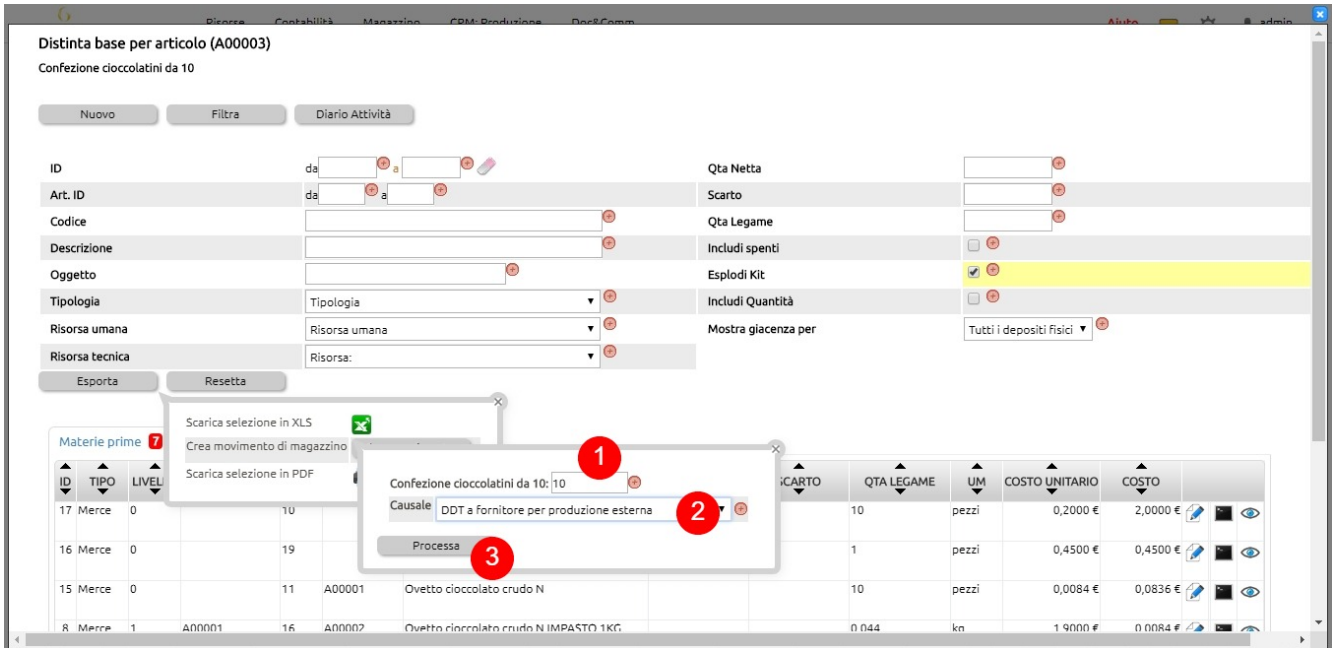 Risorse Contabilità Magazzino CRM: Produzione Doc&Comm Aiuto admin
Distinta base per articolo (A00003)
Confezione cioccolatini da 10
Nuovo Filtra Diario Attività
ID da a Qta Netta
Art. ID da a Scarto
Codice Qta Legame
Descrizione Includi spenti
Oggetto Esplodi Kit
Tipologia Tipologia Includi Quantità
Risorsa umana Risorsa umana Mostra giacenza per Tutti i depositi fisici
Risorsa tecnica Risorsa:
Esporta Resetta
Scarica selezione in XLS
Materie prime 7 Crea movimento di magazzino
Scarica selezione in PDF
1
Confezione cioccolatini da 10: 10
Causale DDT a fornitore per produzione esterna 2
Processa 3
ID TIPO LIVEL SCARTO QTA LEGAME UM COSTO UNITARIO COSTO
17 Merce 0 10 10 pezzi 0,2000 € 2,0000 €
16 Merce 0 19 1 pezzi 0,4500 € 0,4500 €
15 Merce 0 11 A00001 Ovetto cioccolato crudo N 10 pezzi 0,0084 € 0,0836 €
8 Merce 1 A00001 16 A00002 Ovetto cioccolato crudo N IMPASTO 1KG 0,044 kg 1,9000 € 0,0084 €